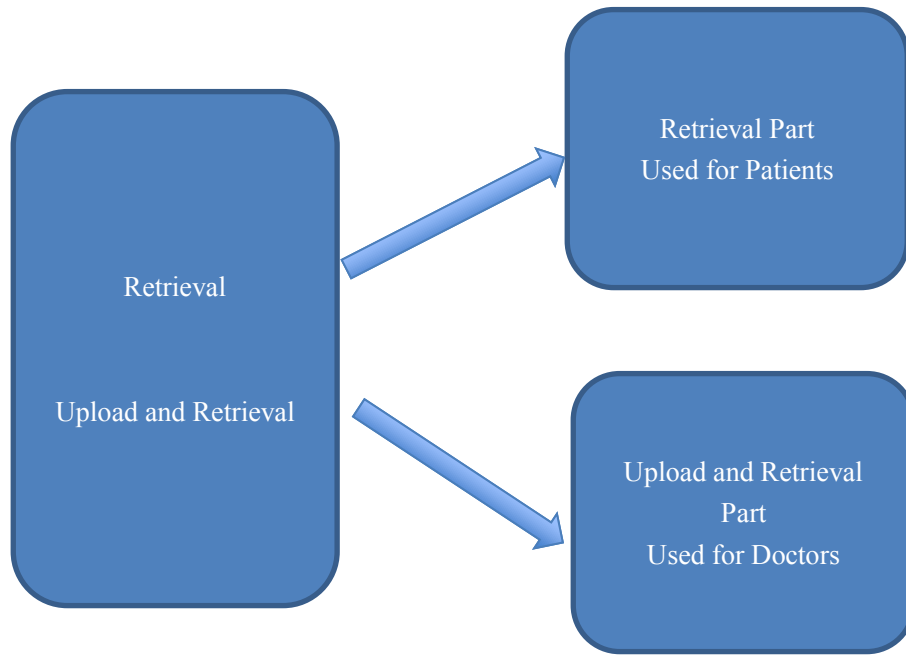 Retrieval
Upload and Retrieval
Retrieval Part
Used for Patients
Upload and Retrieval
Part
Used for Doctors